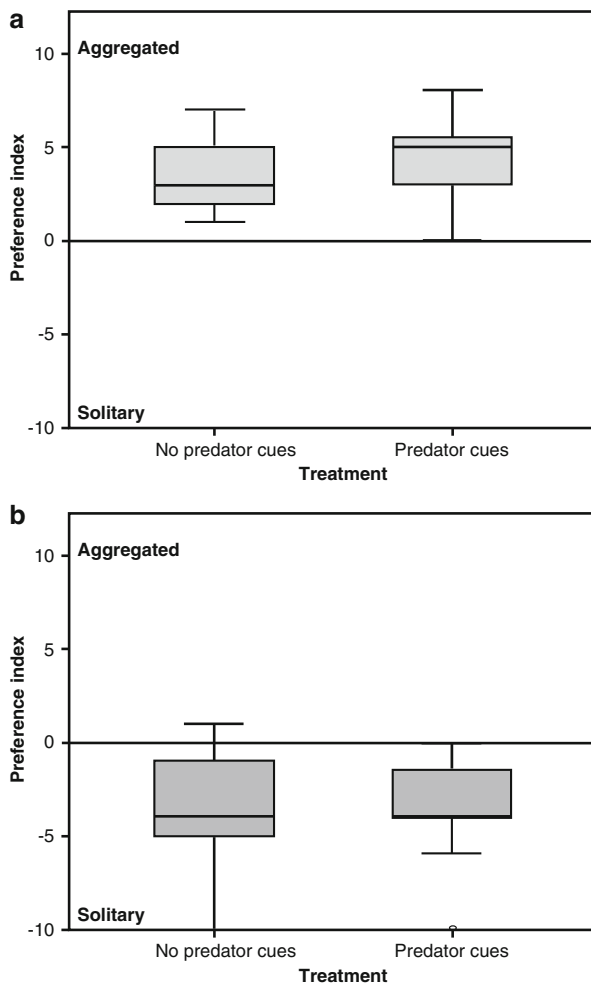 a
Aggregated
10
5
0
-5
-10
Preference index
Solitary
No predator cues Predator cues
Treatment
b
Aggregated
10
5
0
-5
-10
Preference index
Solitary
No predator cues Predator cues
Treatment